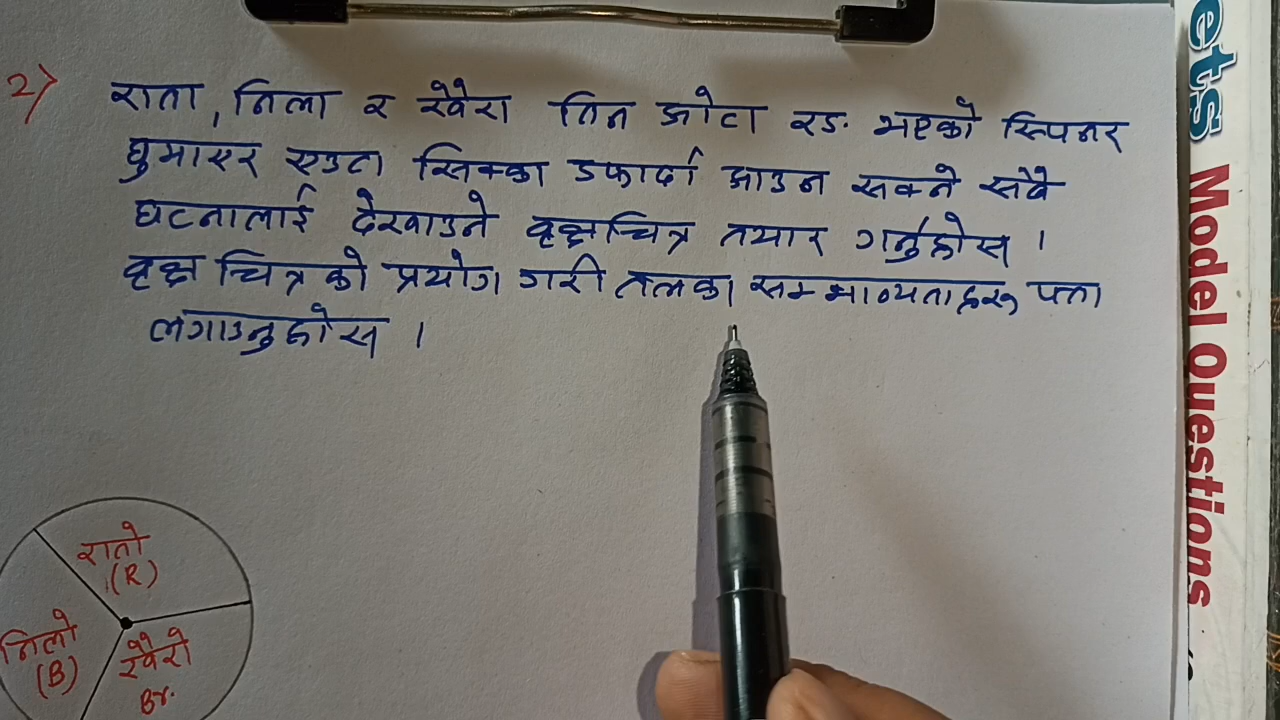 2)
राता, निला र खैरा तिन ओटा रङ भएको स्पिनर
घुमाएर एउटा सिक्का उफार्दा आउन सक्ने सबै
घटनालाई देखाउने वृक्षचित्र तयार गर्नुहोस् ।
वृक्ष चित्रको प्रयोग गरी तलका सम्भाव्यताहरू पत्ता
लगाउनुहोस् ।
रातो
(R)
निलो
(B)
खैरो
Br.
ets Model Questions